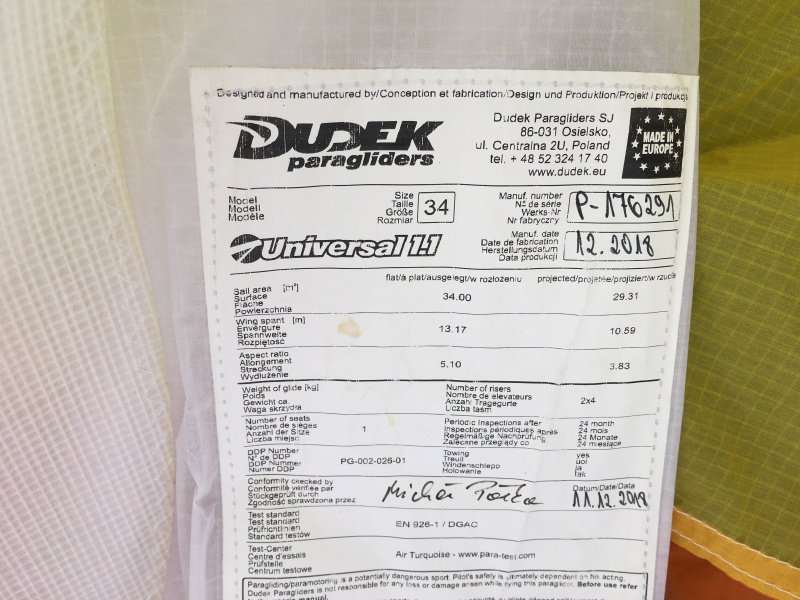 Designed and manufactured by/Conception et fabrication/Design und Produktion/Projekt i produkcja
DUDEK
paragliders
Dudek Paragliders SJ
86-031 Osielsko,
ul. Centralna 2U, Poland
tel. + 48 52 324 17 40
www.dudek.eu
MADE IN
EUROPE
Model
Modell
Modèle
Size
Taille
Größe
Rozmiar
34
Manuf. number
N° de série
Werks-Nr
Nr fabryczny
P-176291
Universal 1.1
Manuf. date
Date de fabrication
Herstellungsdatum
Data produkcji
12.2018
flat/à plat/ausgelegt/w rozłożeniu
projected/projetée/projiziert/w rzucie
Sail area [m²]
Surface
Fläche
Powierzchnia
34.00
29.31
Wing spant [m]
Envergure
Spannweite
Rozpiętość
13.17
10.59
Aspect ratio
Allongement
Streckung
Wydłużenie
5.10
3.83
Weight of glide [kg]
Poids
Gewicht ca.
Waga skrzydła
Number of risers
Nombre de elevateurs
Anzahl Tragegurte
Liczba taśm
2x4
Number of seats
Nombre de sièges
Anzahl der Sitze
Liczba miejsc
1
Periodic Inspections after
Inspections périodiques après
Regelmäßige Nachprüfung
Zalecane przeglądy co
24 month
24 mois
24 Monate
24 miesiące
DDP Number
N° de DDP
DDP Nummer
Numer DDP
PG-002-026-01
Towing
Treuil
Windenschlepp
Holowanie
yes
uoi
ja
tak
Conformity checked by
Conformité vérifiée par
Stückgeprüft durch
Zgodność sprawdzona przez
Datum/Date/Data
11.12.2018
Test standard
Test standard
Prüfrichtlinien
Standard testów
EN 926-1 / DGAC
Test-Center
Centre d'essais
Prüfstelle
Centrum testowe
Air Turquoise - www.para-test.com
Paragliding/paramotoring is a potentially dangerous sport. Pilot's safety is ultimately dependent on his acting.
Dudek Paragliders is not responsible for any loss or damage arisen while rying this paraglider. Before use refer